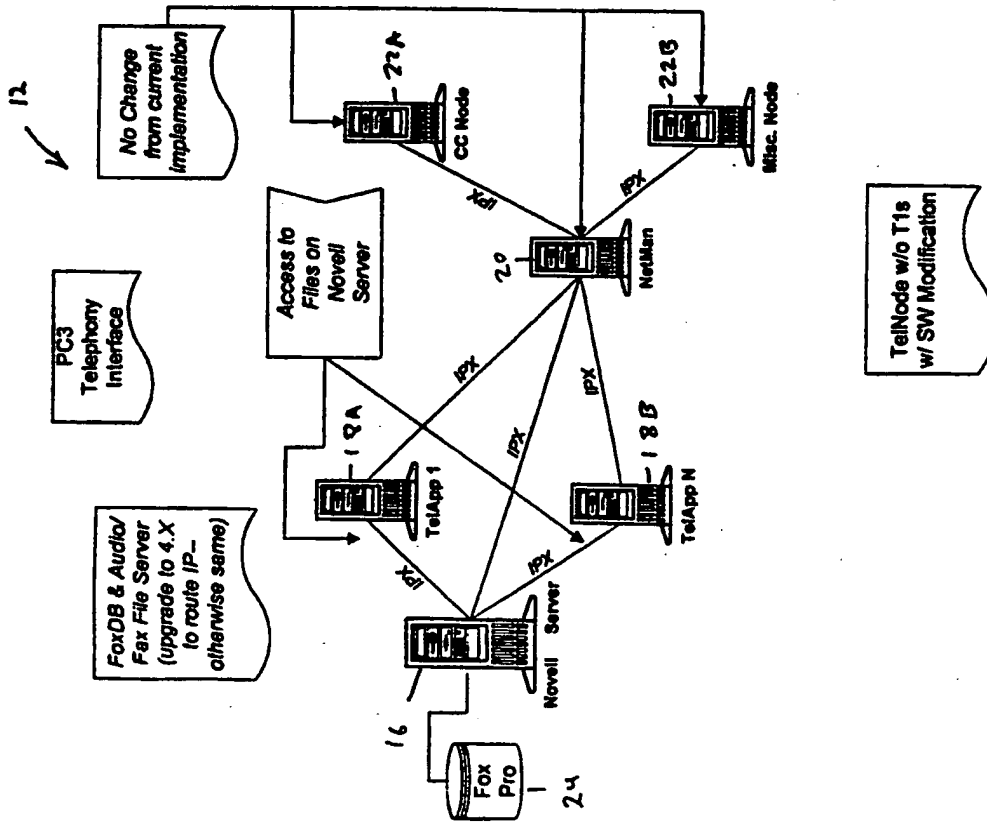 12
PC3
Telephony
Interface
FoxDB & Audio/
Fax File Server
(upgrade to 4.X
to route IP–
otherwise same)
Access to
Files on
Novell
Server
No Change
from current
Implementation
Fox
Pro
24
16
Novell Server
IPX
IPX
IPX
18A
TelApp 1
IPX
18B
TelApp N
IPX
20
NetMan
IPX
22A
CC Node
IPX
22B
Misc. Node
TelNode w/o T1s
w/ SW Modification